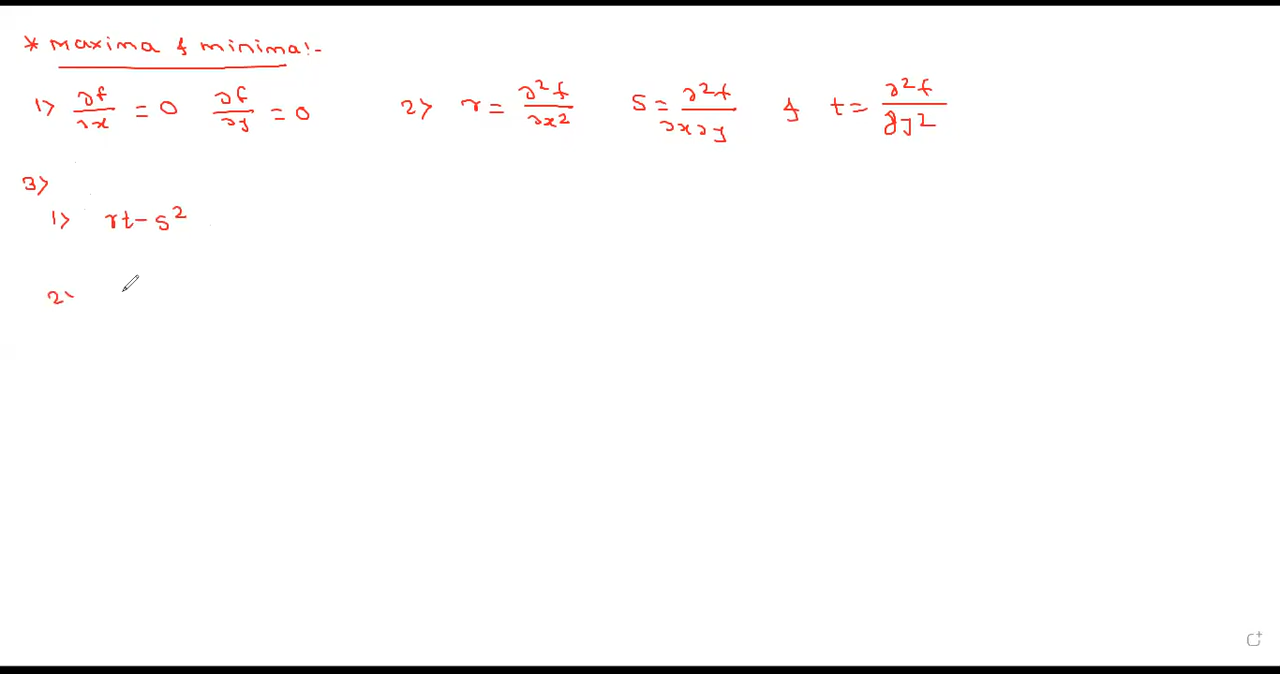 * Maxima & minima:-
1) ∂f/∂x = 0 ∂f/∂y = 0 2) r = ∂²f/∂x² s = ∂²f/∂x∂y & t = ∂²f/∂y²
3)
1) rt - s²
2)